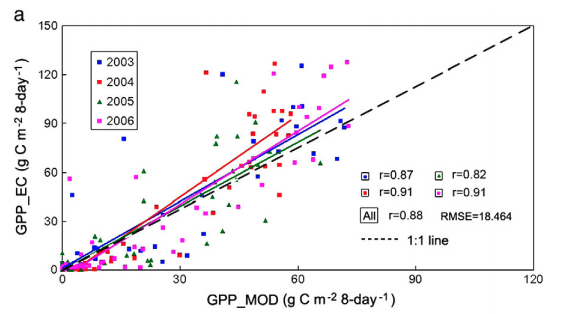 a
150
120
90
60
30
0
0
30
60
90
120
GPP_EC (g C m⁻² 8-day⁻¹)
GPP_MOD (g C m⁻² 8-day⁻¹)
2003
2004
2005
2006
r=0.87 r=0.82
r=0.91 r=0.91
All r=0.88 RMSE=18.464
1:1 line